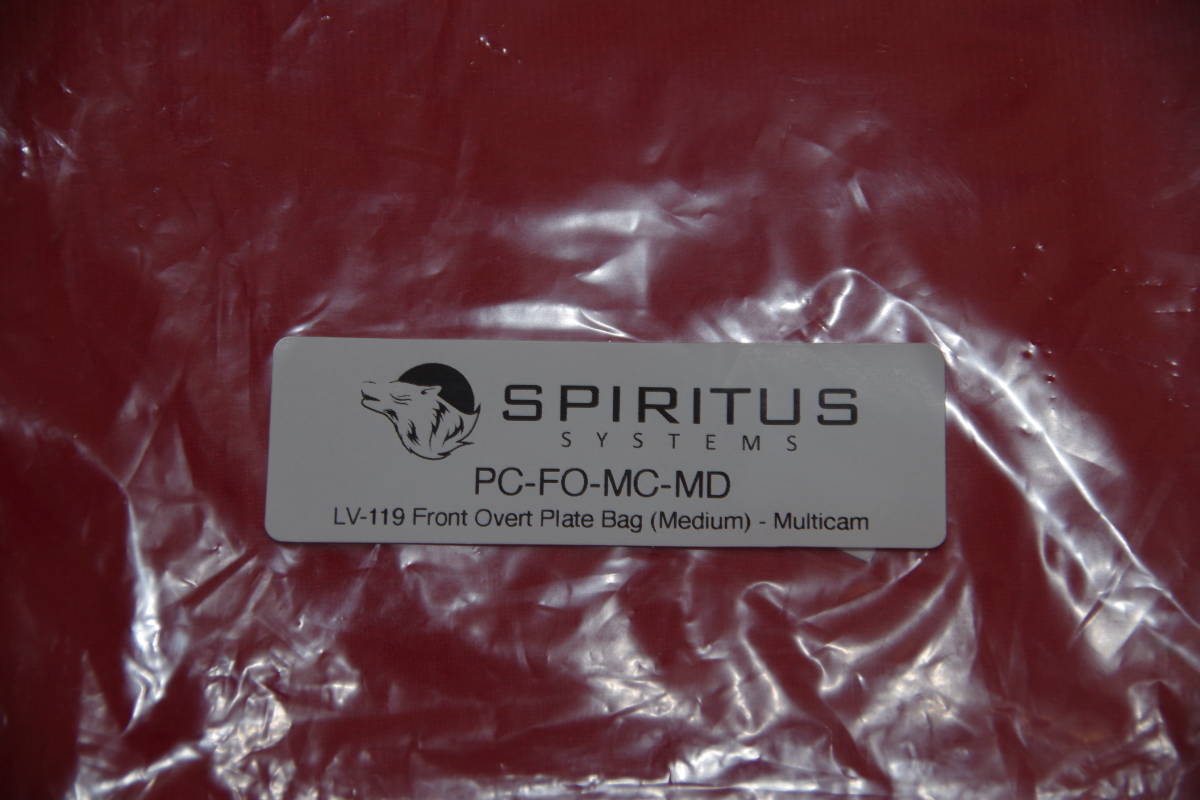 SPIRITUS
SYSTEMS
PC-FO-MC-MD
LV-119 Front Overt Plate Bag (Medium) - Multicam